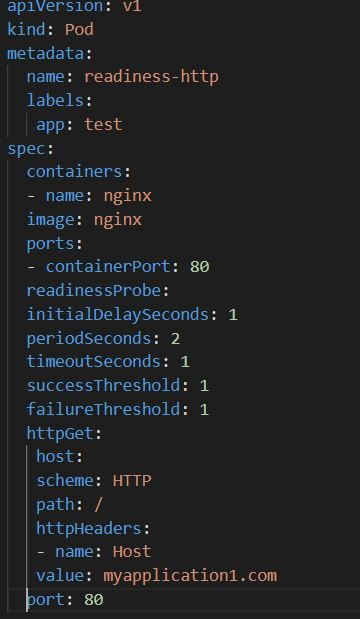 apiVersion: v1
kind: Pod
metadata:
  name: readiness-http
  labels:
   app: test
spec:
  containers:
  - name: nginx
  image: nginx
  ports:
  - containerPort: 80
  readinessProbe:
  initialDelaySeconds: 1
  periodSeconds: 2
  timeoutSeconds: 1
  successThreshold: 1
  failureThreshold: 1
  httpGet:
   host:
   scheme: HTTP
   path: /
   httpHeaders:
   - name: Host
   value: myapplication1.com
  port: 80